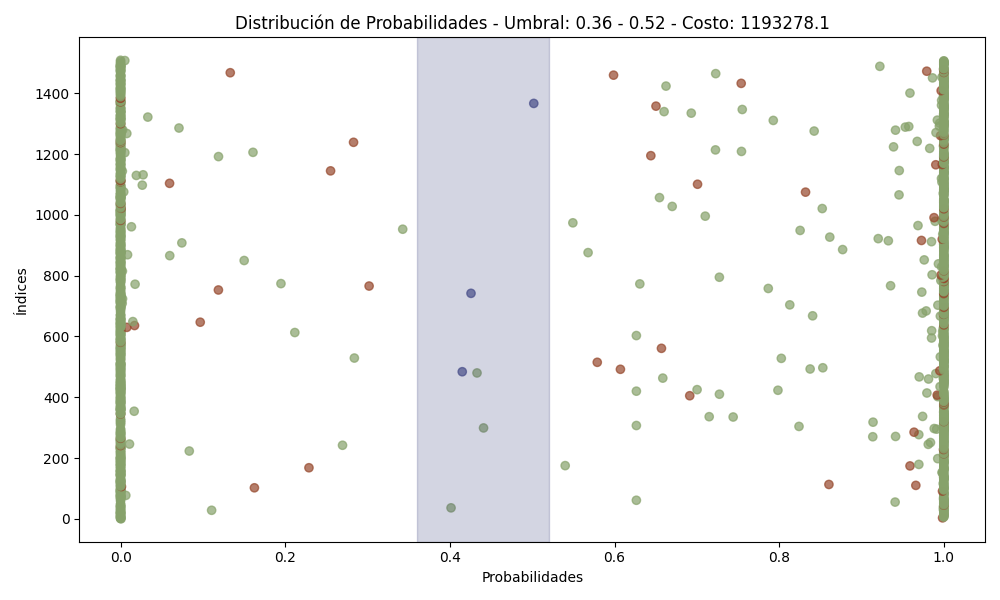 Distribución de Probabilidades - Umbral: 0.36 - 0.52 - Costo: 1193278.1
1400
1200
1000
800
600
400
200
0
Índices
0.0 0.2 0.4 0.6 0.8 1.0
Probabilidades